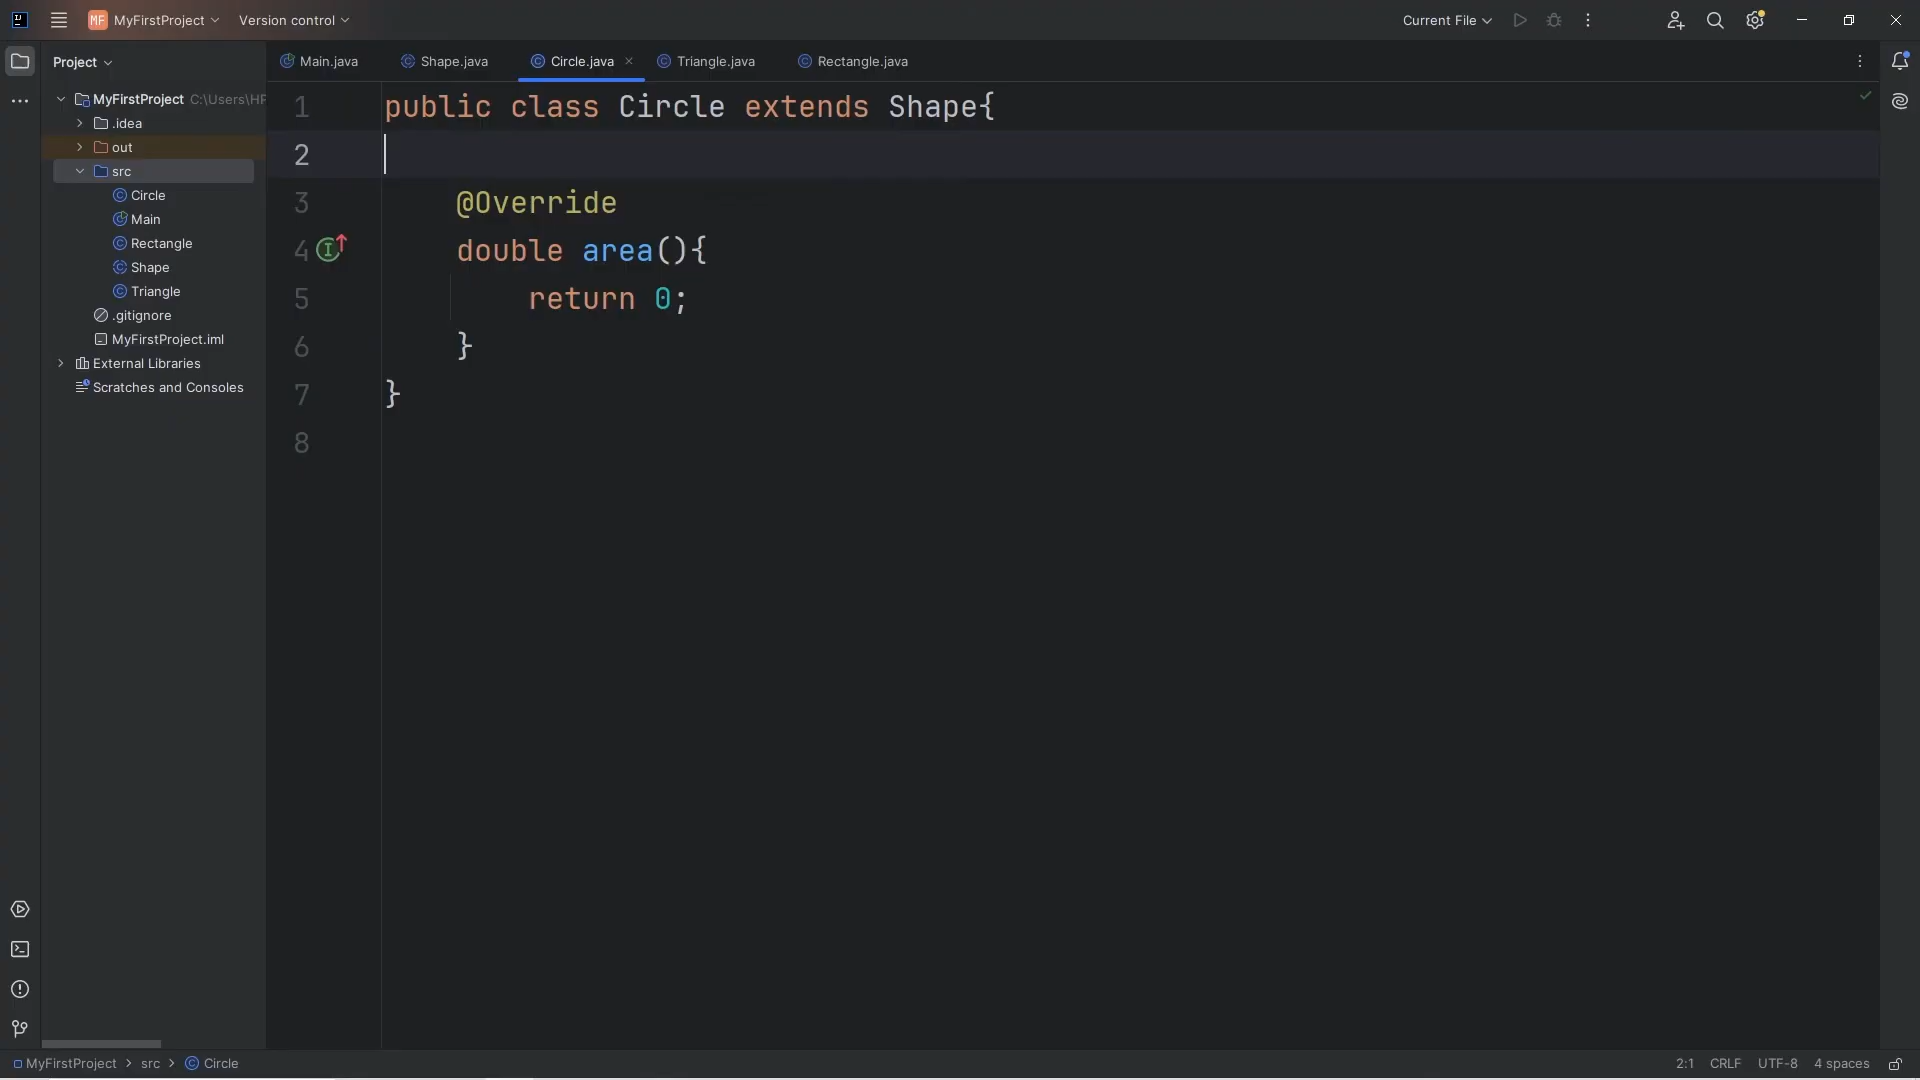 MF MyFirstProject Version control Current File
Project
Main.java Shape.java Circle.java Triangle.java Rectangle.java
MyFirstProject C:\Users\HP
.idea
out
src
Circle
Main
Rectangle
Shape
Triangle
.gitignore
MyFirstProject.iml
External Libraries
Scratches and Consoles
1 public class Circle extends Shape{
2
3 @Override
4 double area(){
5 return 0;
6 }
7 }
8
MyFirstProject > src > Circle 2:1 CRLF UTF-8 4 spaces